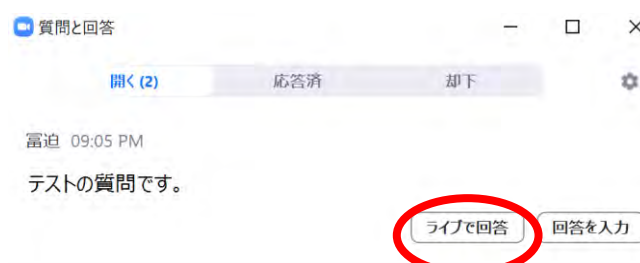 質問と回答
開く (2) 応答済 却下
冨迫 09:05 PM
テストの質問です。
ライブで回答 回答を入力